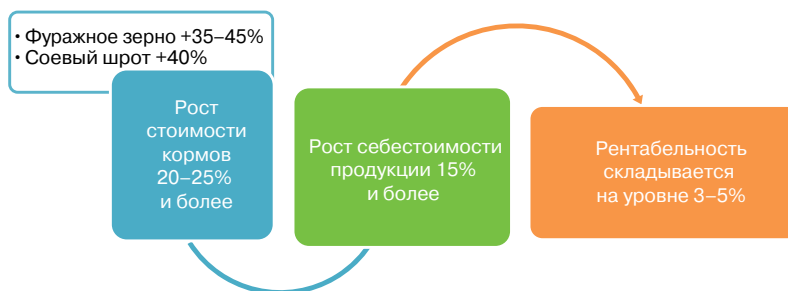 • Фуражное зерно +35–45%
• Соевый шрот +40%
Рост
стоимости
кормов
20–25%
и более
Рост себестоимости
продукции 15%
и более
Рентабельность
складывается
на уровне 3–5%